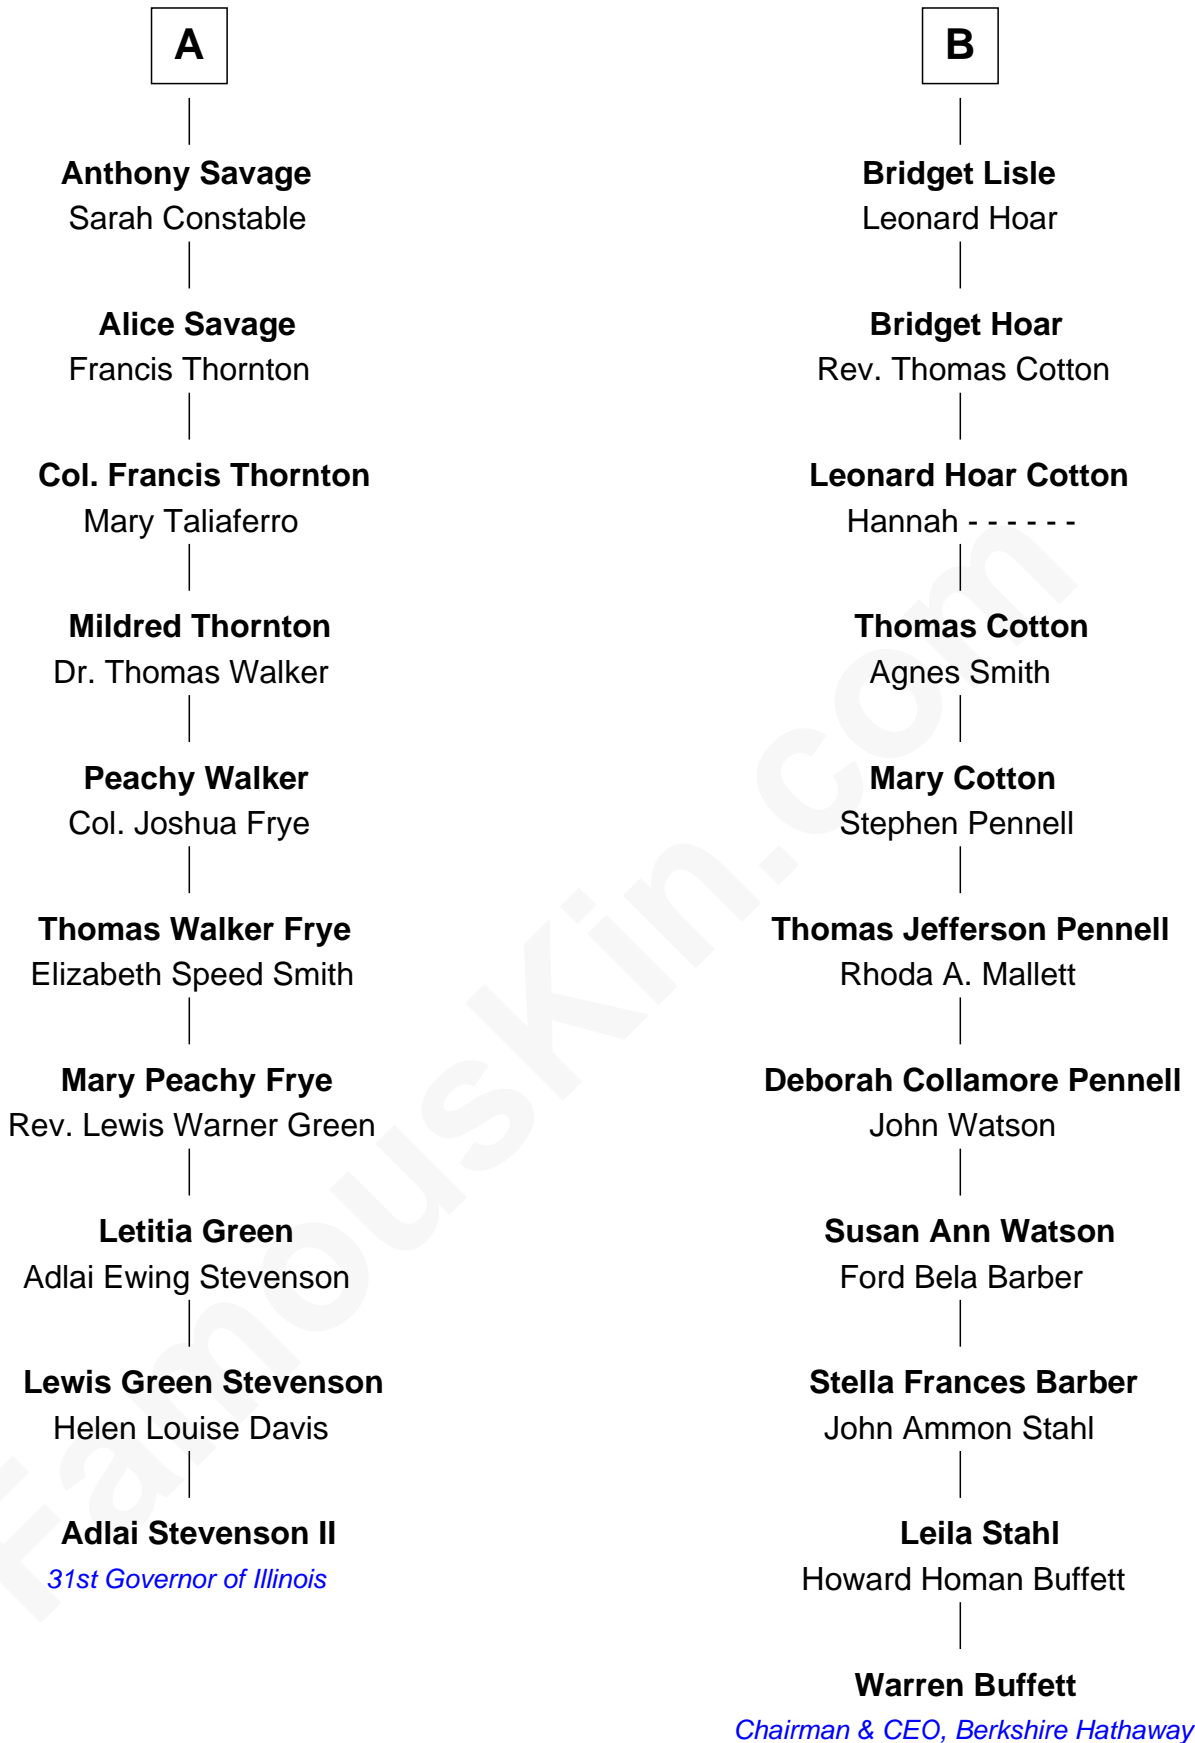 A
Anthony Savage
Sarah Constable
Alice Savage
Francis Thornton
Col. Francis Thornton
Mary Taliaferro
Mildred Thornton
Dr. Thomas Walker
Peachy Walker
Col. Joshua Frye
Thomas Walker Frye
Elizabeth Speed Smith
Mary Peachy Frye
Rev. Lewis Warner Green
Letitia Green
Adlai Ewing Stevenson
Lewis Green Stevenson
Helen Louise Davis
Adlai Stevenson II
31st Governor of Illinois
B
Bridget Lisle
Leonard Hoar
Bridget Hoar
Rev. Thomas Cotton
Leonard Hoar Cotton
Hannah - - - - - -
Thomas Cotton
Agnes Smith
Mary Cotton
Stephen Pennell
Thomas Jefferson Pennell
Rhoda A. Mallett
Deborah Collamore Pennell
John Watson
Susan Ann Watson
Ford Bela Barber
Stella Frances Barber
John Ammon Stahl
Leila Stahl
Howard Homan Buffett
Warren Buffett
Chairman & CEO, Berkshire Hathaway
FamousKin.com